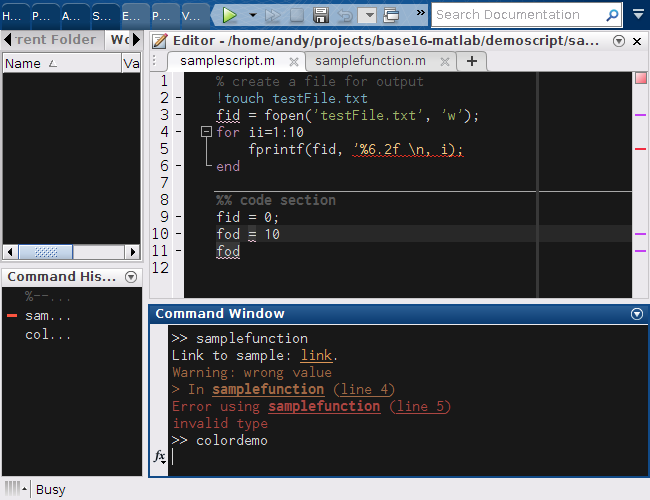 H... P... A... S... E... P... V... Search Documentation
rent Folder Wo
Editor - /home/andy/projects/base16-matlab/demoscript/sa...
samplescript.m samplefunction.m
Name Va
1 % create a file for output
2 - !touch testFile.txt
3 - fid = fopen('testFile.txt', 'w');
4 - for ii=1:10
5 - fprintf(fid, '%6.2f \n, i);
6 - end
7
8 %% code section
9 - fid = 0;
10 - fod = 10
11 - fod
12
Command His...
%--...
sam...
col...
Command Window
>> samplefunction
Link to sample: link.
Warning: wrong value
> In samplefunction (line 4)
Error using samplefunction (line 5)
invalid type
>> colordemo
fx
Busy